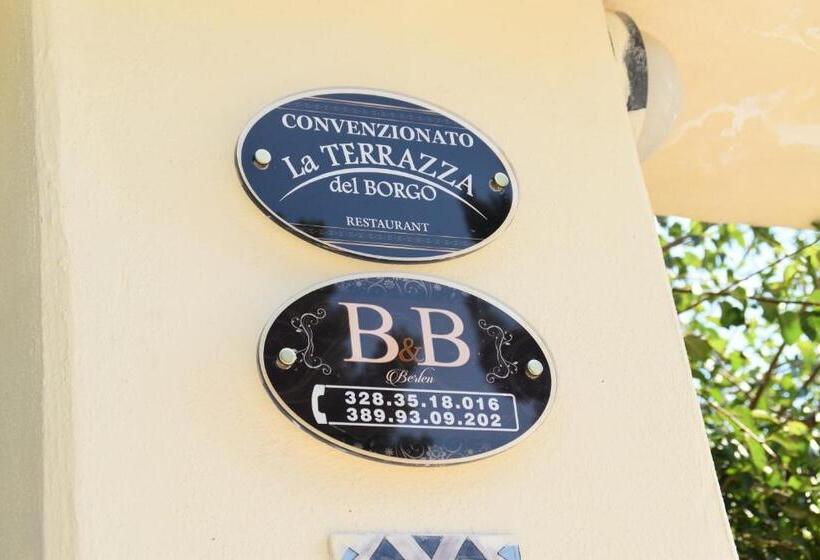 CONVENZIONATO
La TERRAZZA
del BORGO
RESTAURANT
B&B
Berlen
328.35.18.016
389.93.09.202